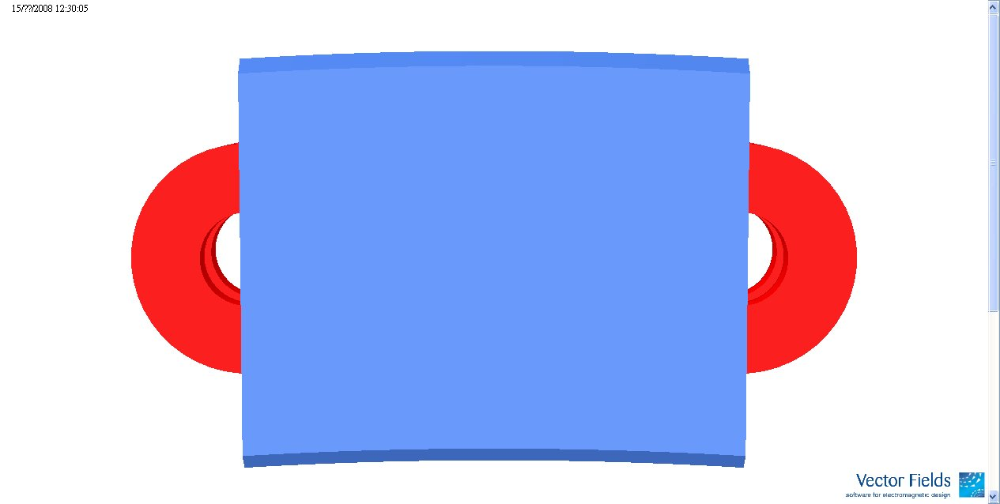 15/??/2008 12:30:05
Vector Fields
software for electromagnetic design